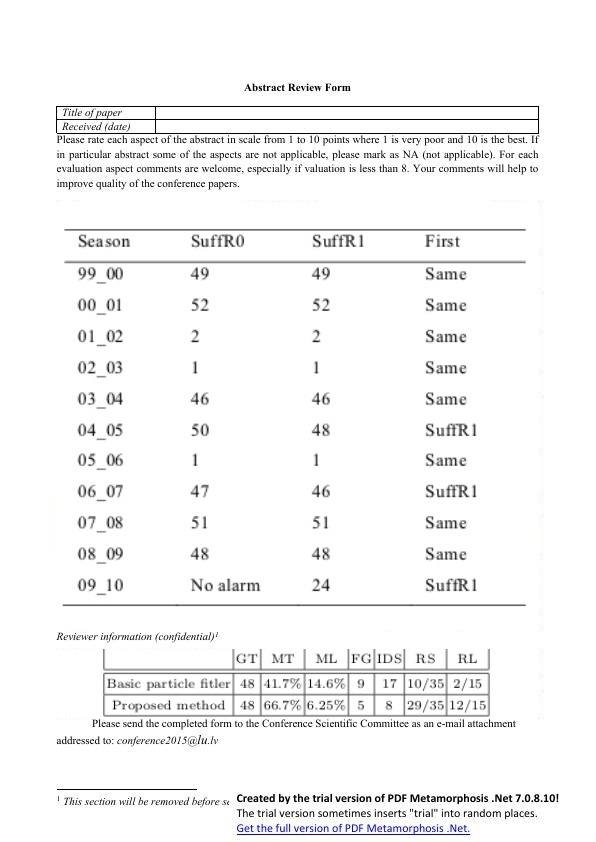 Abstract Review Form
Title of paper
Received (date)
Please rate each aspect of the abstract in scale from 1 to 10 points where 1 is very poor and 10 is the best. If
in particular abstract some of the aspects are not applicable, please mark as NA (not applicable). For each
evaluation aspect comments are welcome, especially if valuation is less than 8. Your comments will help to
improve quality of the conference papers.
Season SuffR0 SuffR1 First
99_00 49 49 Same
00_01 52 52 Same
01_02 2 2 Same
02_03 1 1 Same
03_04 46 46 Same
04_05 50 48 SuffR1
05_06 1 1 Same
06_07 47 46 SuffR1
07_08 51 51 Same
08_09 48 48 Same
09_10 No alarm 24 SuffR1
Reviewer information (confidential)1
GT MT ML FG IDS RS RL
Basic particle fitler 48 41.7% 14.6% 9 17 10/35 2/15
Proposed method 48 66.7% 6.25% 5 8 29/35 12/15
Please send the completed form to the Conference Scientific Committee as an e-mail attachment
addressed to: conference2015@lu.lv
1 This section will be removed before
Created by the trial version of PDF Metamorphosis .Net 7.0.8.10!
The trial version sometimes inserts "trial" into random places.
Get the full version of PDF Metamorphosis .Net.